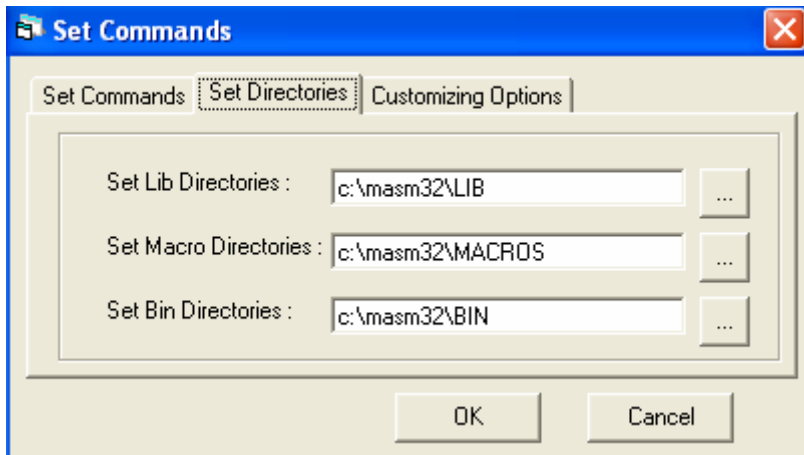 Set Commands
Set Commands Set Directories Customizing Options
Set Lib Directories : c:\masm32\LIB ...
Set Macro Directories : c:\masm32\MACROS ...
Set Bin Directories : c:\masm32\BIN ...
OK Cancel